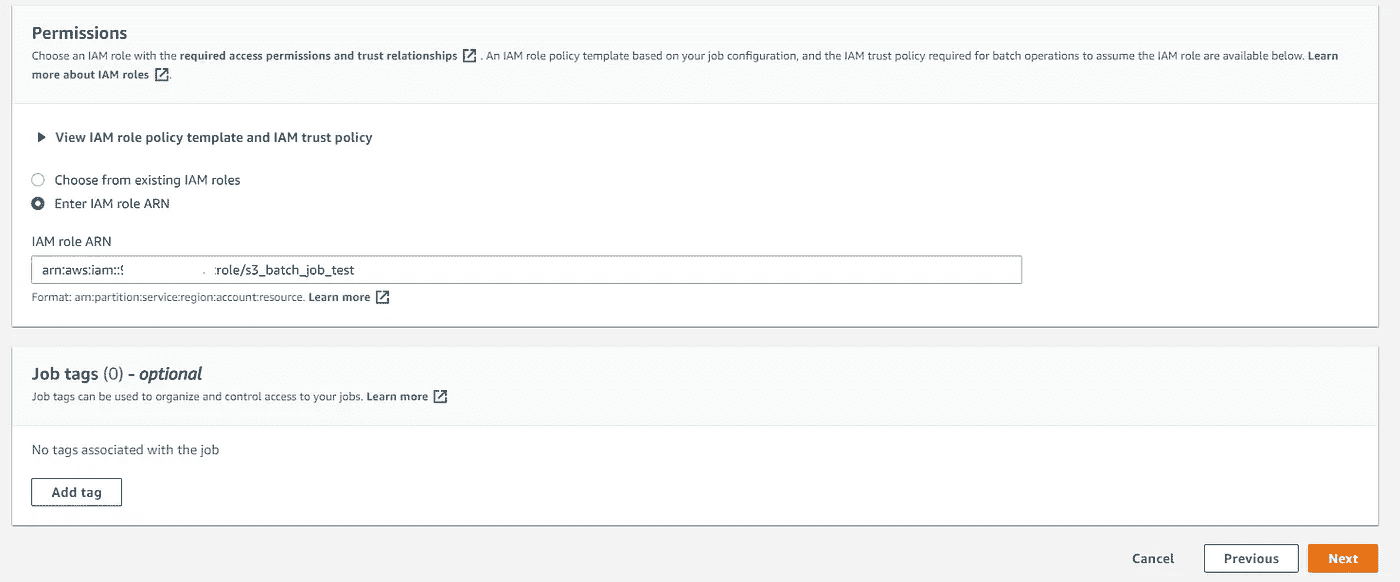 Permissions
Choose an IAM role with the required access permissions and trust relationships . An IAM role policy template based on your job configuration, and the IAM trust policy required for batch operations to assume the IAM role are available below. Learn
more about IAM roles .
View IAM role policy template and IAM trust policy
Choose from existing IAM roles
Enter IAM role ARN
IAM role ARN
arn:aws:iam:: :role/s3_batch_job_test
Format: arn:partition:service:region:account:resource. Learn more
Job tags (0) - optional
Job tags can be used to organize and control access to your jobs. Learn more
No tags associated with the job
Add tag
Cancel Previous Next